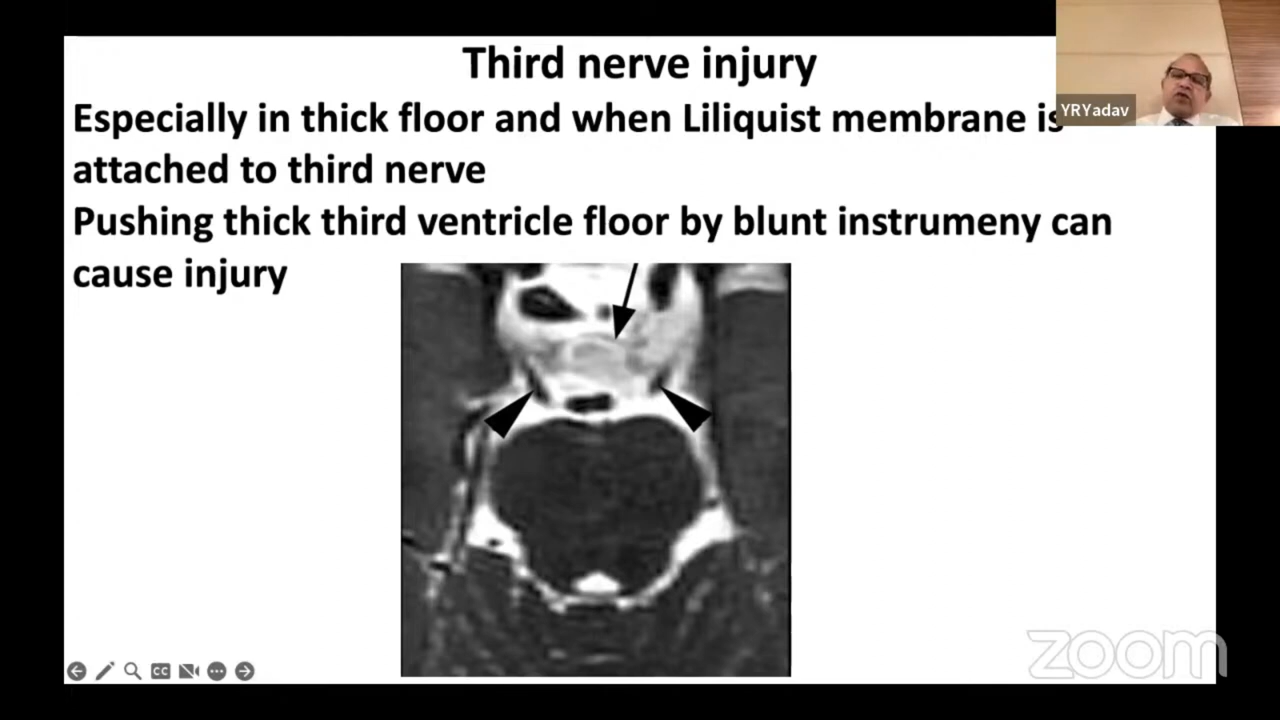 Third nerve injury
Especially in thick floor and when Liliquist membrane is
attached to third nerve
Pushing thick third ventricle floor by blunt instrumeny can
cause injury
YRYadav
CC
zoom